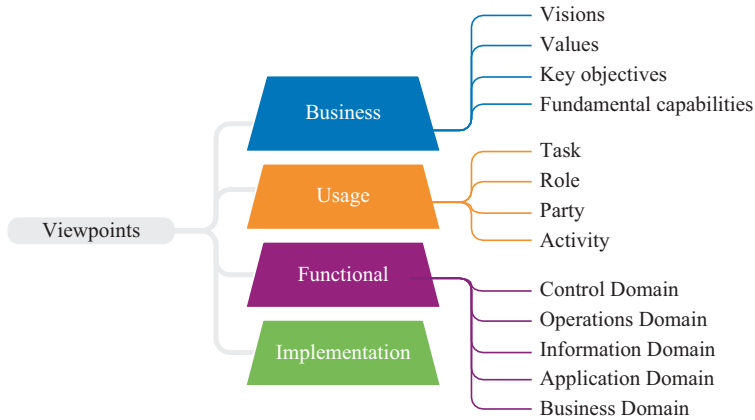 Viewpoints
Business
Visions
Values
Key objectives
Fundamental capabilities
Usage
Task
Role
Party
Activity
Functional
Control Domain
Operations Domain
Information Domain
Application Domain
Business Domain
Implementation